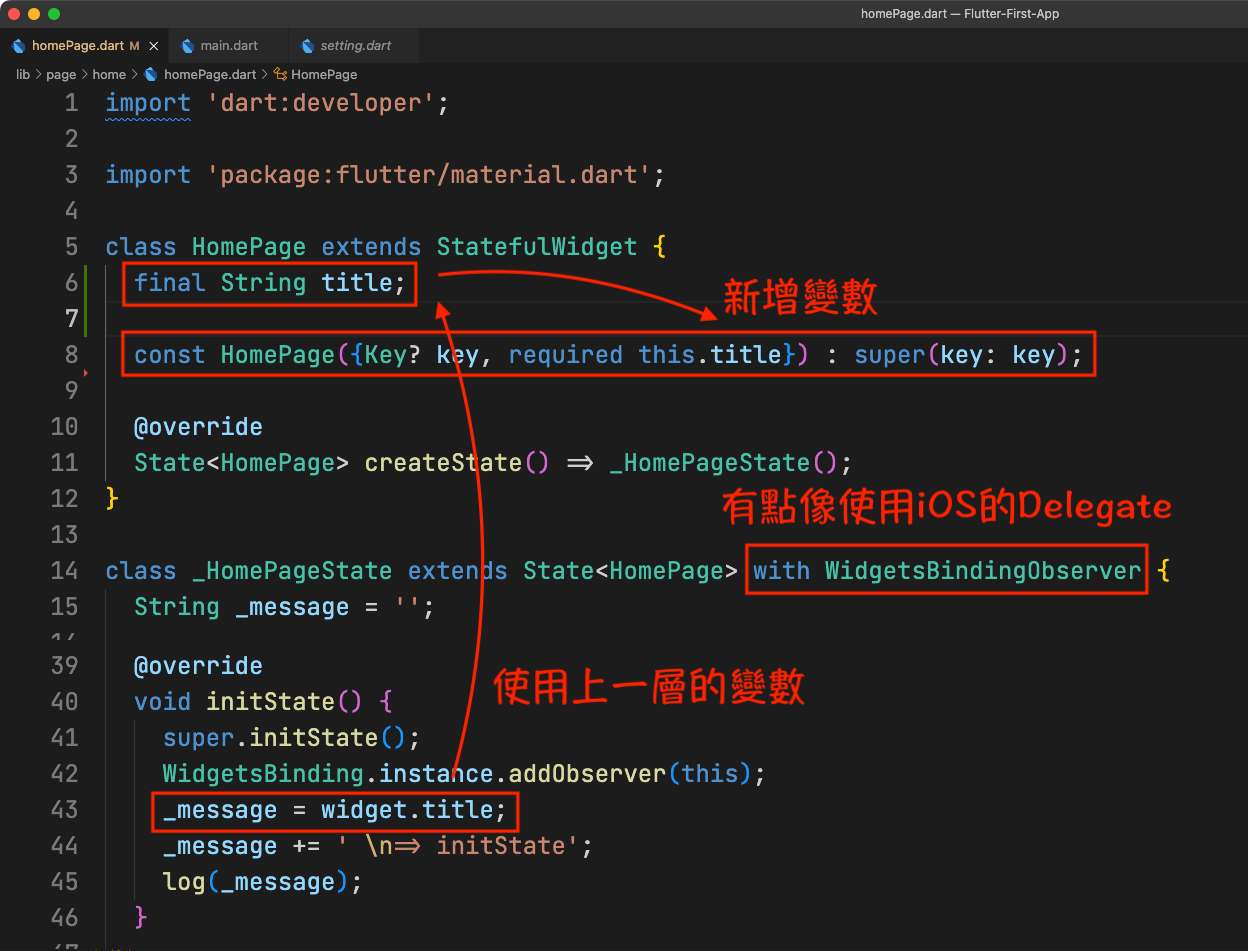 homePage.dart — Flutter-First-App
homePage.dart M × main.dart setting.dart
lib > page > home > homePage.dart > HomePage
1 import 'dart:developer';
2
3 import 'package:flutter/material.dart';
4
5 class HomePage extends StatefulWidget {
6 final String title;
新增變數
7
8 const HomePage({Key? key, required this.title}) : super(key: key);
9
10 @override
11 State<HomePage> createState() => _HomePageState();
12 }
有點像使用iOS的Delegate
13
14 class _HomePageState extends State<HomePage> with WidgetsBindingObserver {
15 String _message = '';
39 @override
40 void initState() {
使用上一層的變數
41 super.initState();
42 WidgetsBinding.instance.addObserver(this);
43 _message = widget.title;
44 _message += ' \n=> initState';
45 log(_message);
46 }